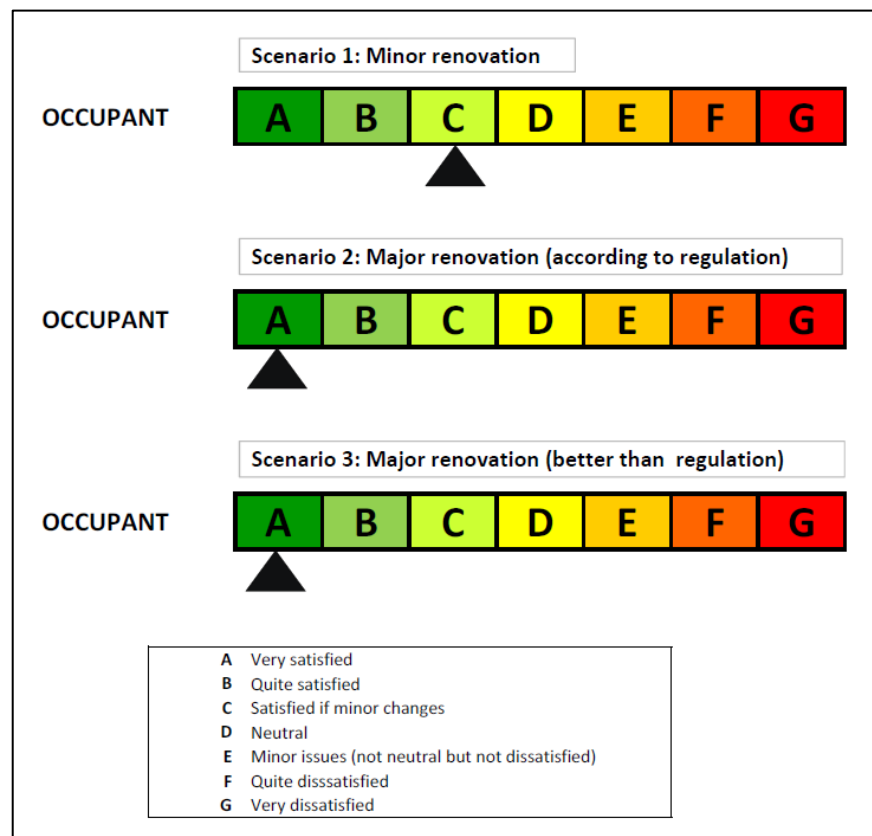 Scenario 1: Minor renovation
OCCUPANT A B C D E F G
Scenario 2: Major renovation (according to regulation)
OCCUPANT A B C D E F G
Scenario 3: Major renovation (better than regulation)
OCCUPANT A B C D E F G
A Very satisfied
B Quite satisfied
C Satisfied if minor changes
D Neutral
E Minor issues (not neutral but not dissatisfied)
F Quite disssatisfied
G Very dissatisfied